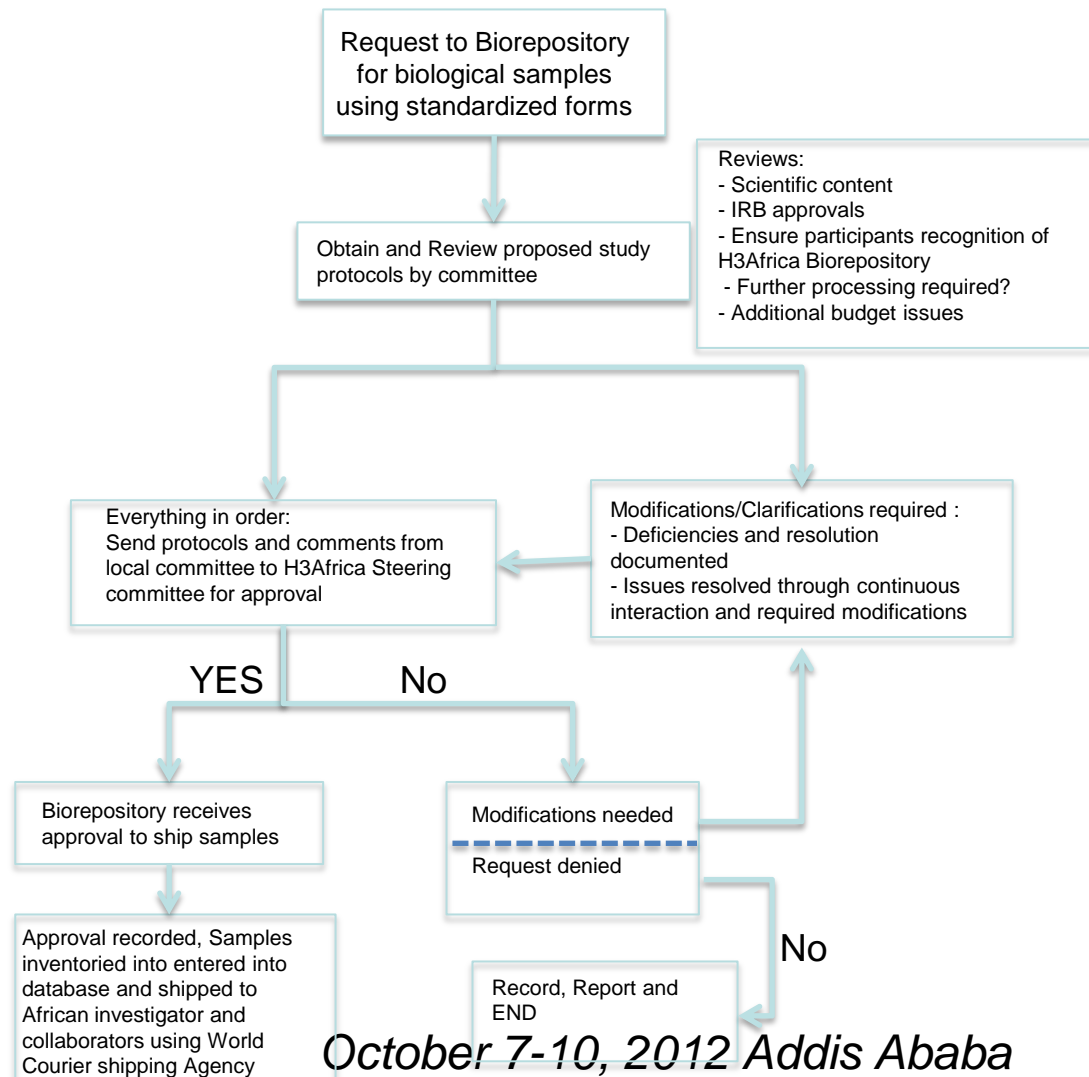 Request to Biorepository
for biological samples
using standardized forms
Reviews:
- Scientific content
- IRB approvals
- Ensure participants recognition of
H3Africa Biorepository
- Further processing required?
- Additional budget issues
Obtain and Review proposed study
protocols by committee
Everything in order:
Send protocols and comments from
local committee to H3Africa Steering
committee for approval
Modifications/Clarifications required :
- Deficiencies and resolution
documented
- Issues resolved through continuous
interaction and required modifications
YES
No
Biorepository receives
approval to ship samples
Modifications needed
Request denied
No
Approval recorded, Samples
inventoried into entered into
database and shipped to
African investigator and
collaborators using World
Courier shipping Agency
Record, Report and
END
October 7-10, 2012 Addis Ababa